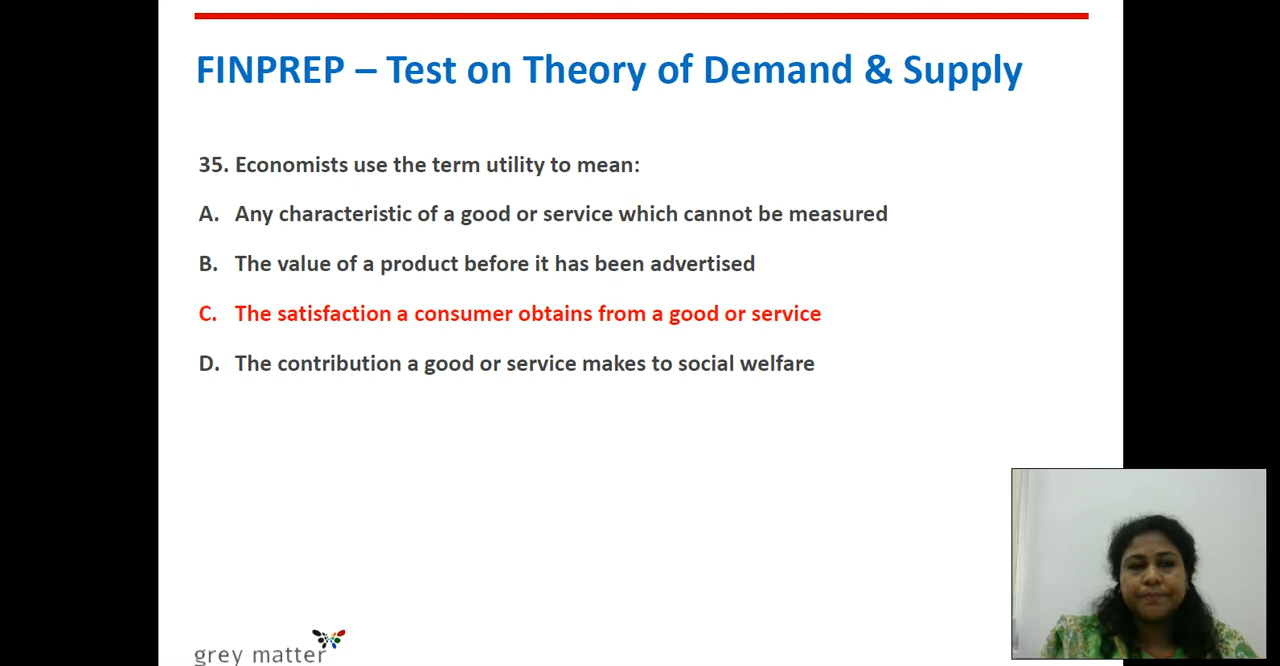 FINPREP – Test on Theory of Demand & Supply
35. Economists use the term utility to mean:
A. Any characteristic of a good or service which cannot be measured
B. The value of a product before it has been advertised
C. The satisfaction a consumer obtains from a good or service
D. The contribution a good or service makes to social welfare
grey matter